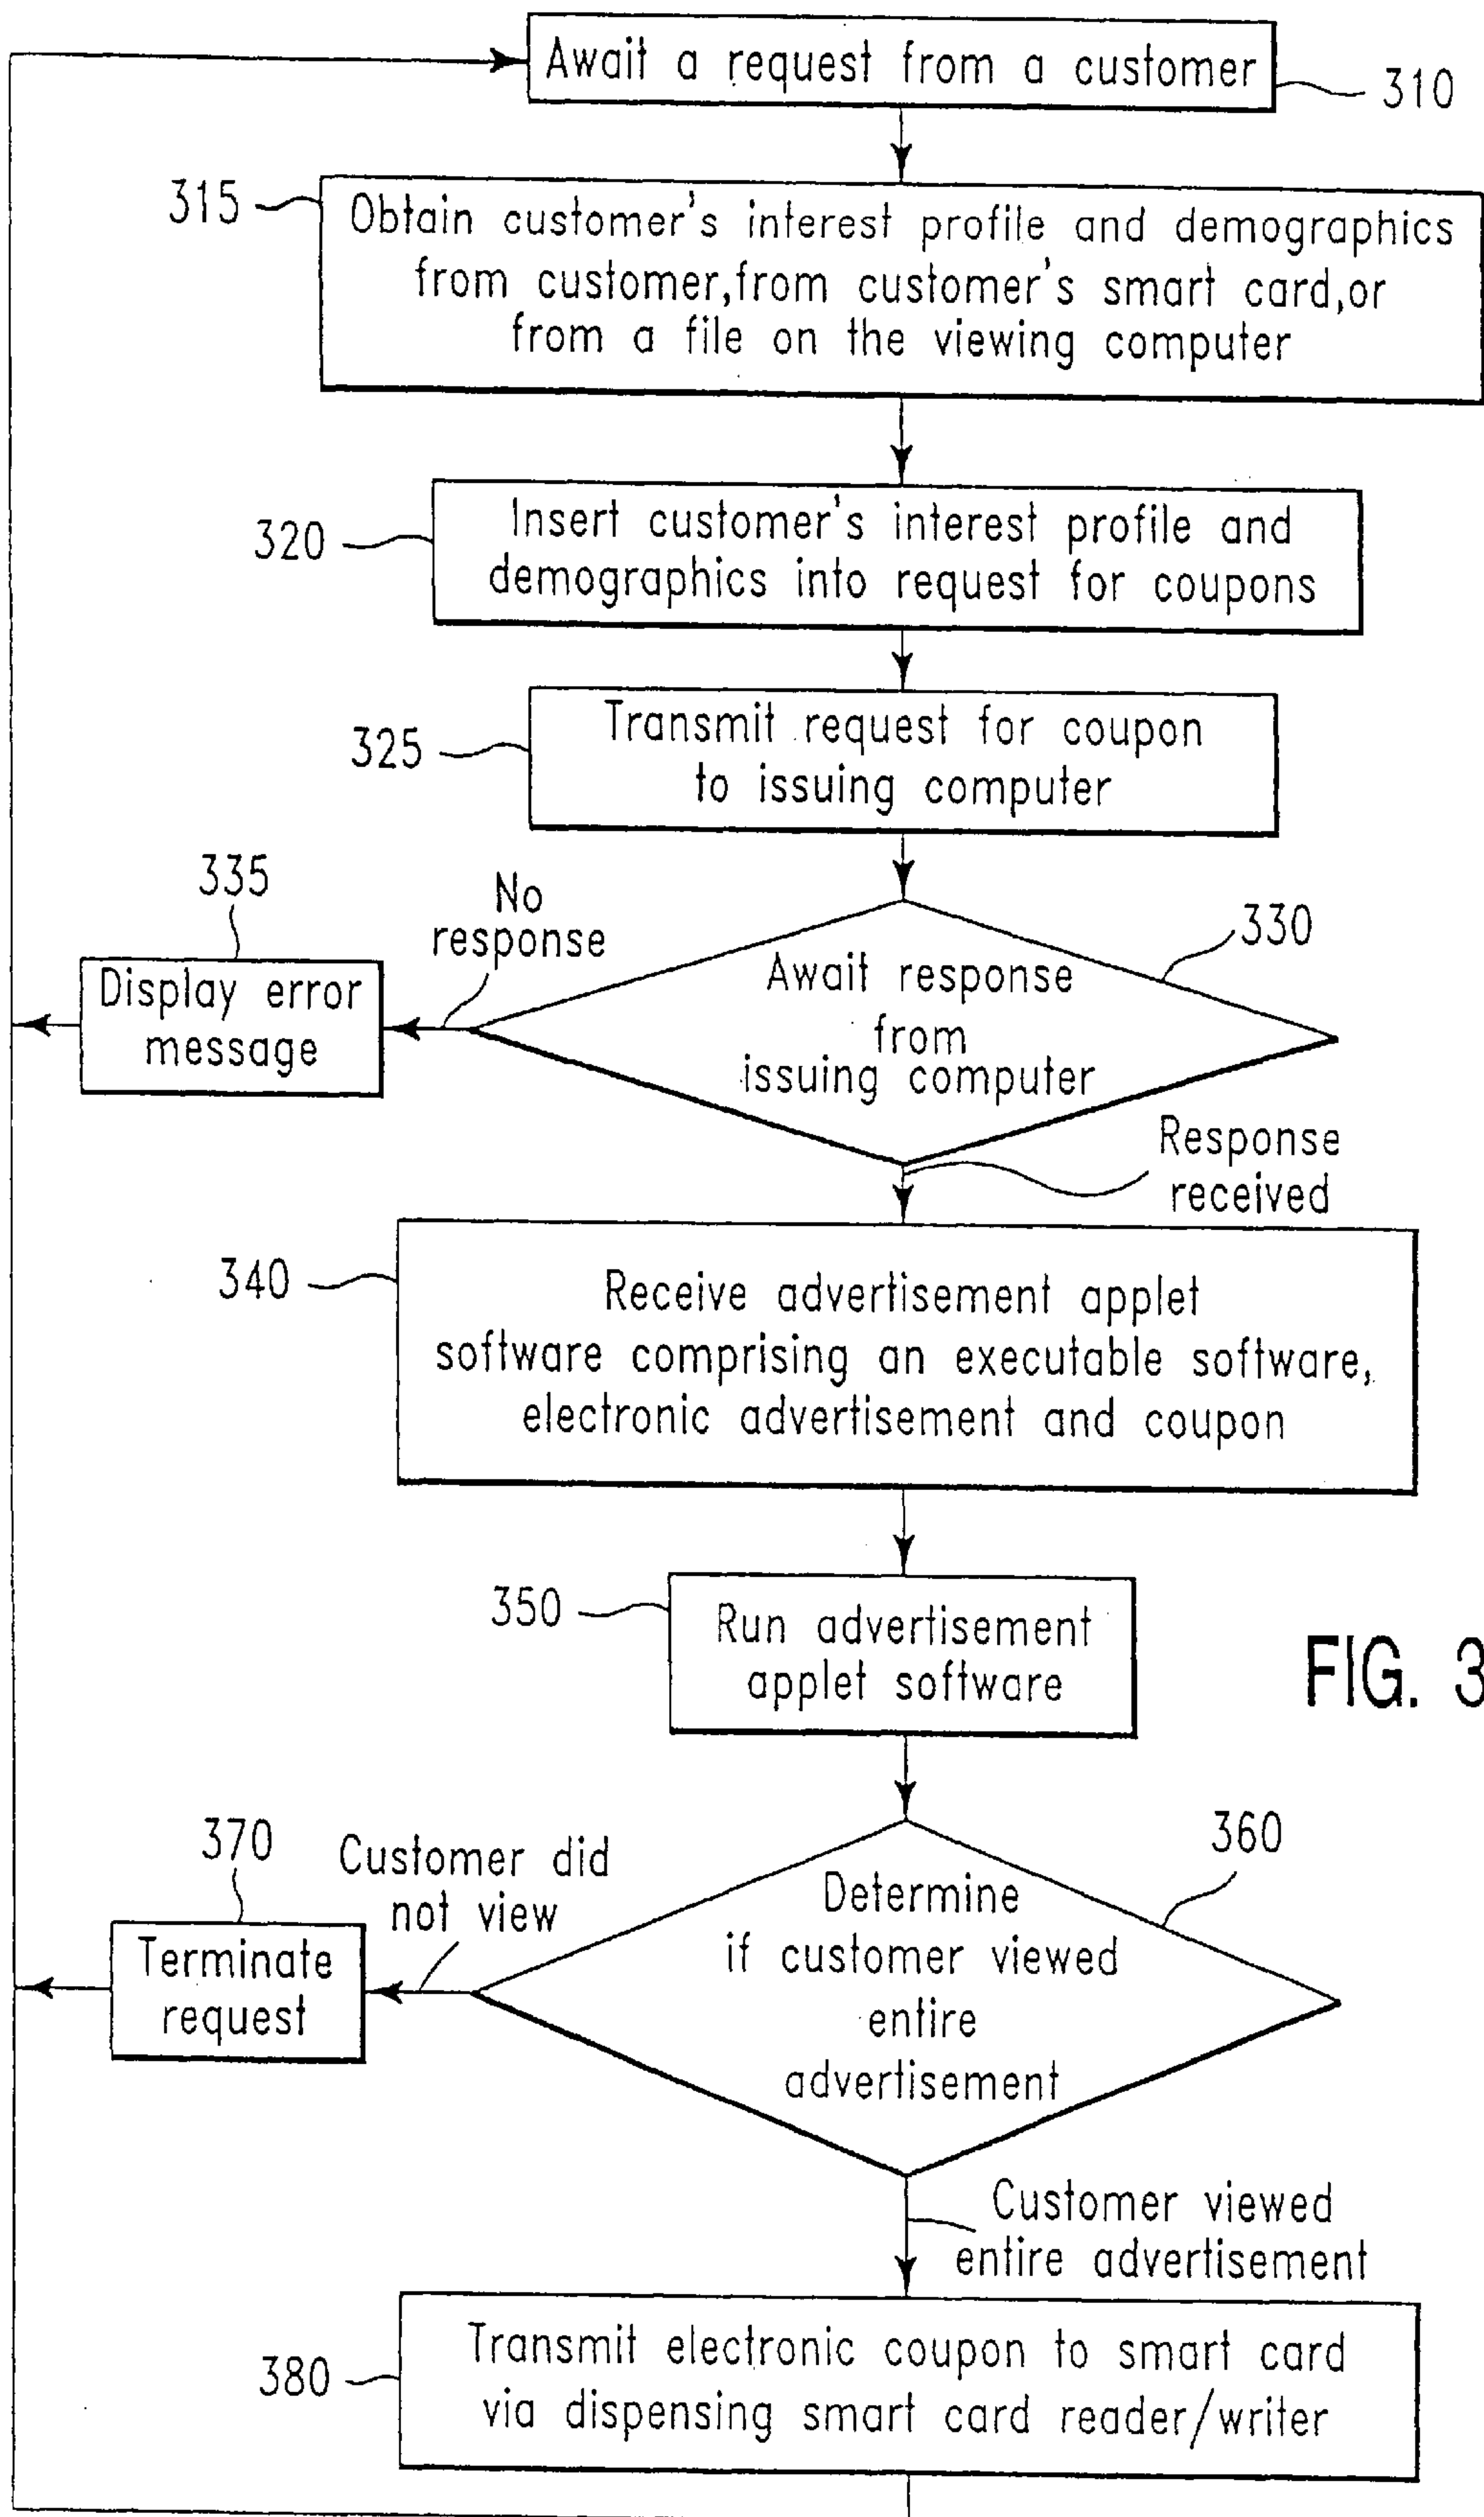 Await a request from a customer
310
315
Obtain customer's interest profile and demographics
from customer,from customer's smart card,or
from a file on the viewing computer
320
Insert customer's interest profile and
demographics into request for coupons
325
Transmit request for coupon
to issuing computer
335
No
response
330
Display error
message
Await response
from
issuing computer
Response
received
340
Receive advertisement applet
software comprising an executable software,
electronic advertisement and coupon
350
Run advertisement
applet software
FIG. 3
370
Customer did
not view
360
Terminate
request
Determine
if customer viewed
entire
advertisement
Customer viewed
entire advertisement
380
Transmit electronic coupon to smart card
via dispensing smart card reader/writer